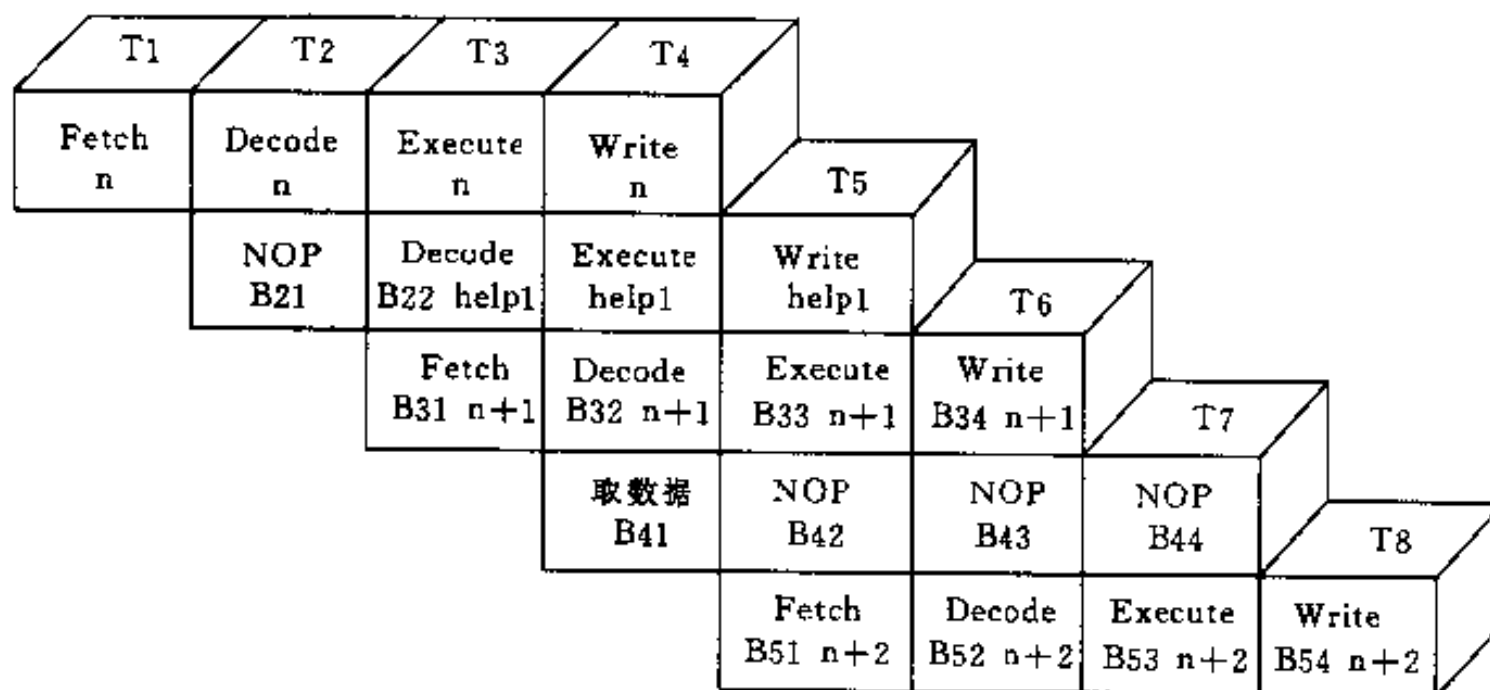 T1 T2 T3 T4
Fetch Decode Execute Write
n n n n
T5
NOP Decode Execute Write
B21 B22 help1 help1 help1
T6
Fetch Decode Execute Write
B31 n+1 B32 n+1 B33 n+1 B34 n+1
T7
取数据 NOP NOP NOP
B41 B42 B43 B44
T8
Fetch Decode Execute Write
B51 n+2 B52 n+2 B53 n+2 B54 n+2